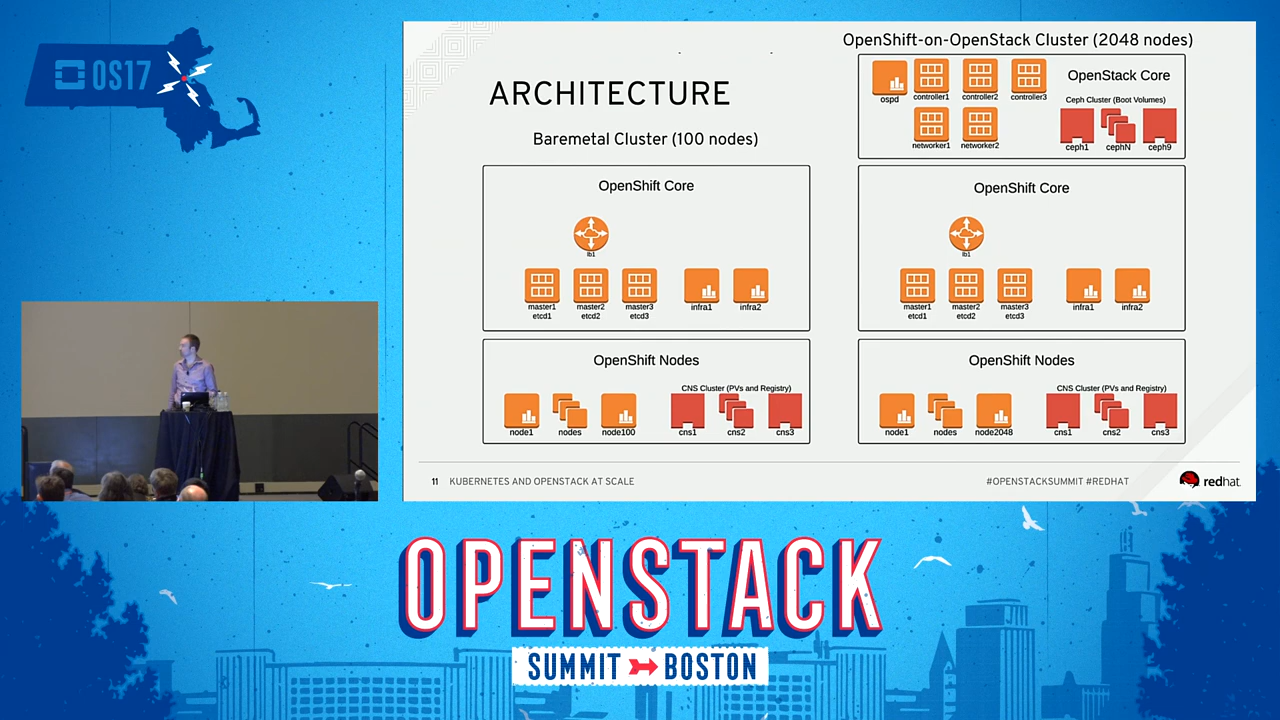 OS17
ARCHITECTURE
Baremetal Cluster (100 nodes)
OpenShift Core
lb1
master1 master2 master3 infra1 infra2
etcd1 etcd2 etcd3
OpenShift Nodes
CNS Cluster (PVs and Registry)
node1 nodes node100 cns1 cns2 cns3
OpenShift-on-OpenStack Cluster (2048 nodes)
OpenStack Core
Ceph Cluster (Boot Volumes)
ospd controller1 controller2 controller3
networker1 networker2 ceph1 cephN ceph9
OpenShift Core
lb1
master1 master2 master3 infra1 infra2
etcd1 etcd2 etcd3
OpenShift Nodes
CNS Cluster (PVs and Registry)
node1 nodes node2048 cns1 cns2 cns3
11 KUBERNETES AND OPENSTACK AT SCALE #OPENSTACKSUMMIT #REDHAT redhat.
OPENSTACK
SUMMIT BOSTON